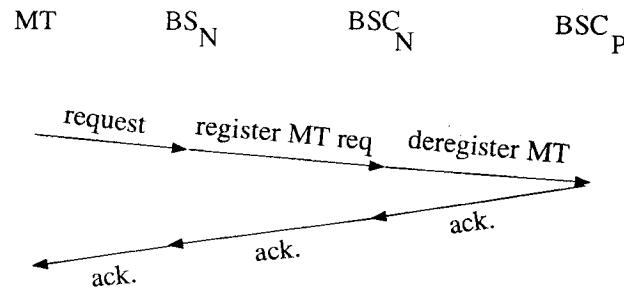 MT BS_N BSC_N BSC_P
request register MT req deregister MT
ack. ack. ack.